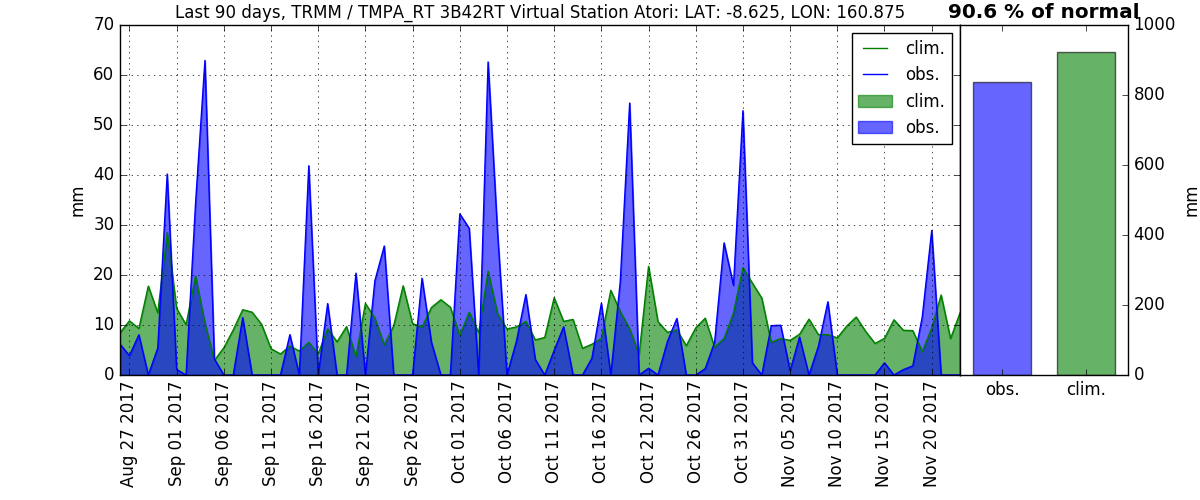 Last 90 days, TRMM / TMPA_RT 3B42RT Virtual Station Atori: LAT: -8.625, LON: 160.875
90.6 % of normal
70
60
50
40
30
20
10
0
mm
clim.
obs.
clim.
obs.
1000
800
600
400
200
0
mm
obs.
clim.
Aug 27 2017
Sep 01 2017
Sep 06 2017
Sep 11 2017
Sep 16 2017
Sep 21 2017
Sep 26 2017
Oct 01 2017
Oct 06 2017
Oct 11 2017
Oct 16 2017
Oct 21 2017
Oct 26 2017
Oct 31 2017
Nov 05 2017
Nov 10 2017
Nov 15 2017
Nov 20 2017